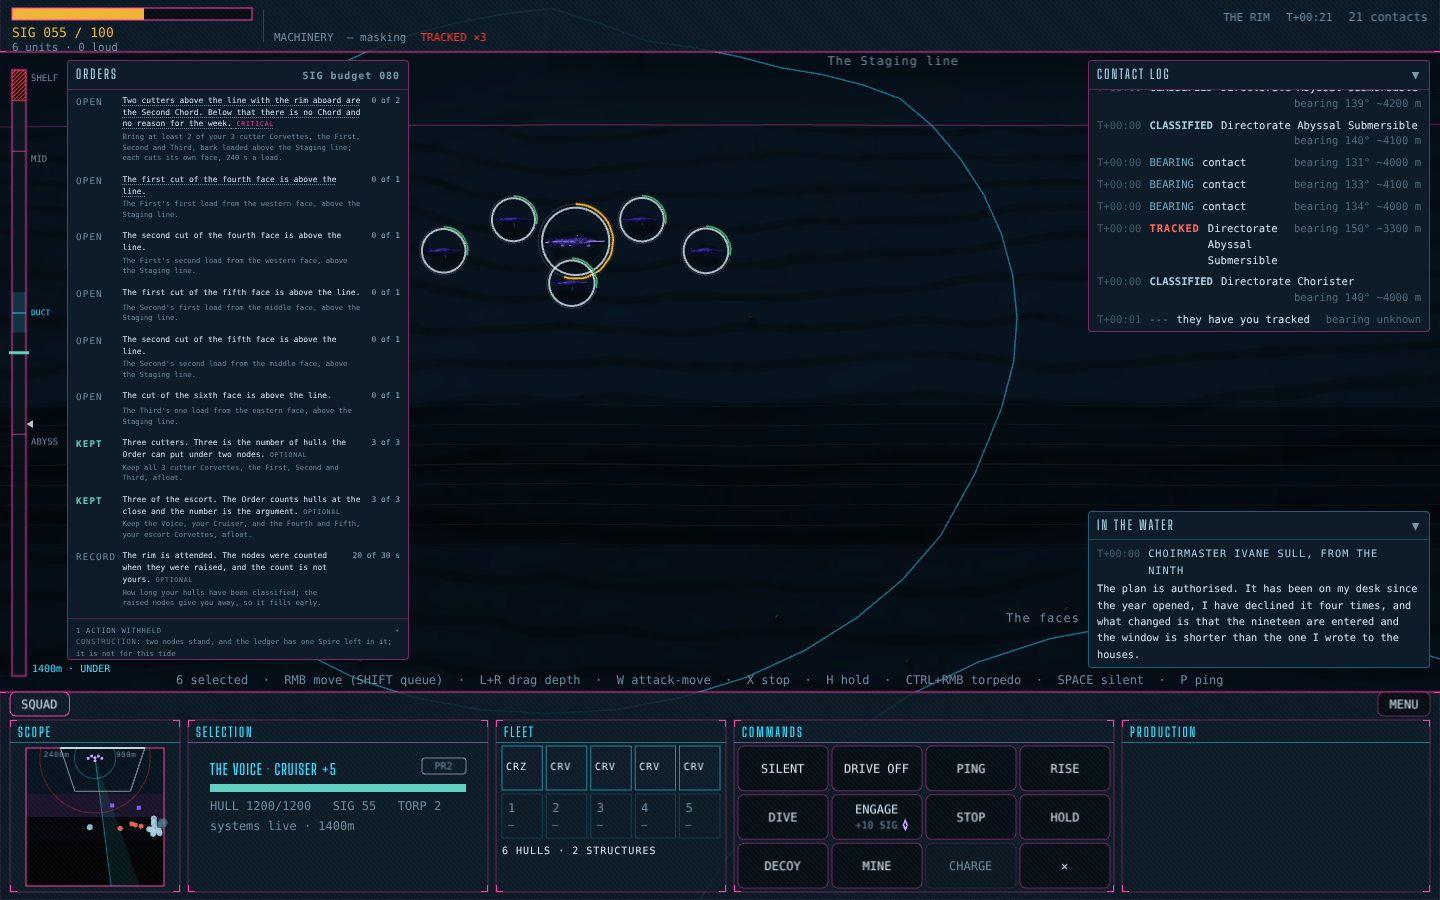 SIG 055 / 100
6 units · 0 loud
MACHINERY — masking TRACKED ×3
THE RIM T+00:21 21 contacts
SHELF
MID
DUCT
ABYSS
1400m · UNDER
ORDERS SIG budget 080
OPEN Two cutters above the line with the rim aboard are 0 of 2
the Second Chord. Below that there is no Chord and
no reason for the week. CRITICAL
Bring at least 2 of your 3 cutter Corvettes, the First,
Second and Third, back loaded above the Staging line;
each cuts its own face, 240 s a load.
OPEN The first cut of the fourth face is above the 0 of 1
line.
The First's first load from the western face, above the
Staging line.
OPEN The second cut of the fourth face is above the 0 of 1
line.
The First's second load from the western face, above
the Staging line.
OPEN The first cut of the fifth face is above the line. 0 of 1
The Second's first load from the middle face, above the
Staging line.
OPEN The second cut of the fifth face is above the 0 of 1
line.
The Second's second load from the middle face, above
the Staging line.
OPEN The cut of the sixth face is above the line. 0 of 1
The Third's one load from the eastern face, above the
Staging line.
KEPT Three cutters. Three is the number of hulls the 3 of 3
Order can put under two nodes. OPTIONAL
Keep all 3 cutter Corvettes, the First, Second and
Third, afloat.
KEPT Three of the escort. The Order counts hulls at the 3 of 3
close and the number is the argument. OPTIONAL
Keep the Voice, your Cruiser, and the Fourth and Fifth,
your escort Corvettes, afloat.
RECORD The rim is attended. The nodes were counted 20 of 30 s
when they were raised, and the count is not
yours. OPTIONAL
How long your hulls have been classified; the
raised nodes give you away, so it fills early.
1 ACTION WITHHELD
CONSTRUCTION: two nodes stand, and the ledger has one Spire left in it;
it is not for this tide
The Staging line
The faces
CONTACT LOG ▼
bearing 139° ~4200 m
T+00:00 CLASSIFIED Directorate Abyssal Submersible
bearing 140° ~4100 m
T+00:00 BEARING contact bearing 131° ~4000 m
T+00:00 BEARING contact bearing 133° ~4100 m
T+00:00 BEARING contact bearing 134° ~4000 m
T+00:00 TRACKED Directorate bearing 150° ~3300 m
Abyssal
Submersible
T+00:00 CLASSIFIED Directorate Chorister
bearing 140° ~4000 m
T+00:01 --- they have you tracked bearing unknown
IN THE WATER ▼
T+00:00 CHOIRMASTER IVANE SULL, FROM THE
NINTH
The plan is authorised. It has been on my desk since
the year opened, I have declined it four times, and
what changed is that the nineteen are entered and
the window is shorter than the one I wrote to the
houses.
6 selected · RMB move (SHIFT queue) · L+R drag depth · W attack-move · X stop · H hold · CTRL+RMB torpedo · SPACE silent · P ping
SQUAD
MENU
SCOPE
2400m 900m
SELECTION
THE VOICE · CRUISER +5 PR2
HULL 1200/1200 SIG 55 TORP 2
systems live · 1400m
FLEET
CRZ CRV CRV CRV CRV
1 2 3 4 5
– – – – –
6 HULLS · 2 STRUCTURES
COMMANDS
SILENT DRIVE OFF PING RISE
DIVE ENGAGE +10 SIG STOP HOLD
DECOY MINE CHARGE ×
PRODUCTION